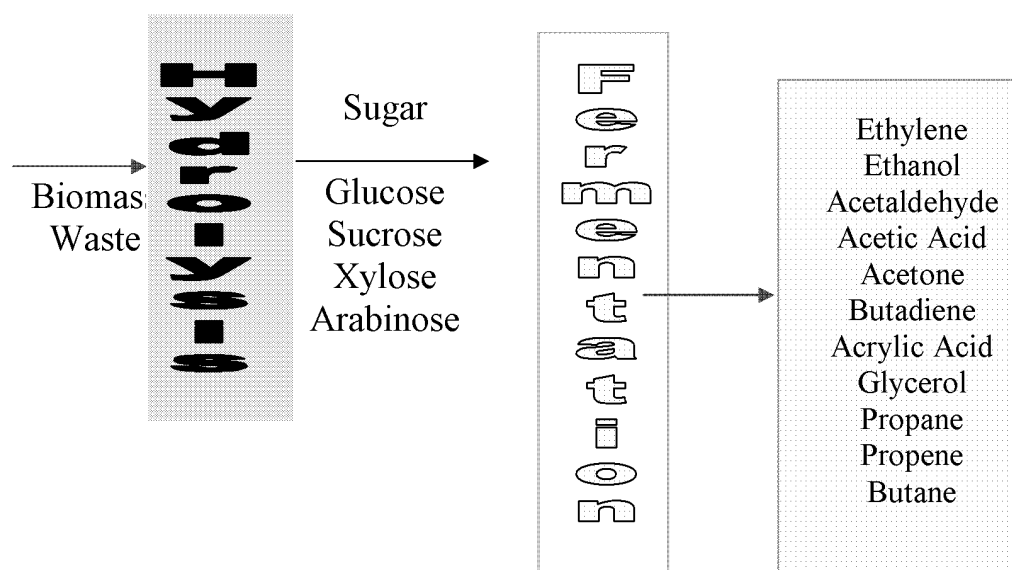 Biomas
Waste
Hydrolysis
Sugar
Glucose
Sucrose
Xylose
Arabinose
Fermentation
Ethylene
Ethanol
Acetaldehyde
Acetic Acid
Acetone
Butadiene
Acrylic Acid
Glycerol
Propane
Propene
Butane